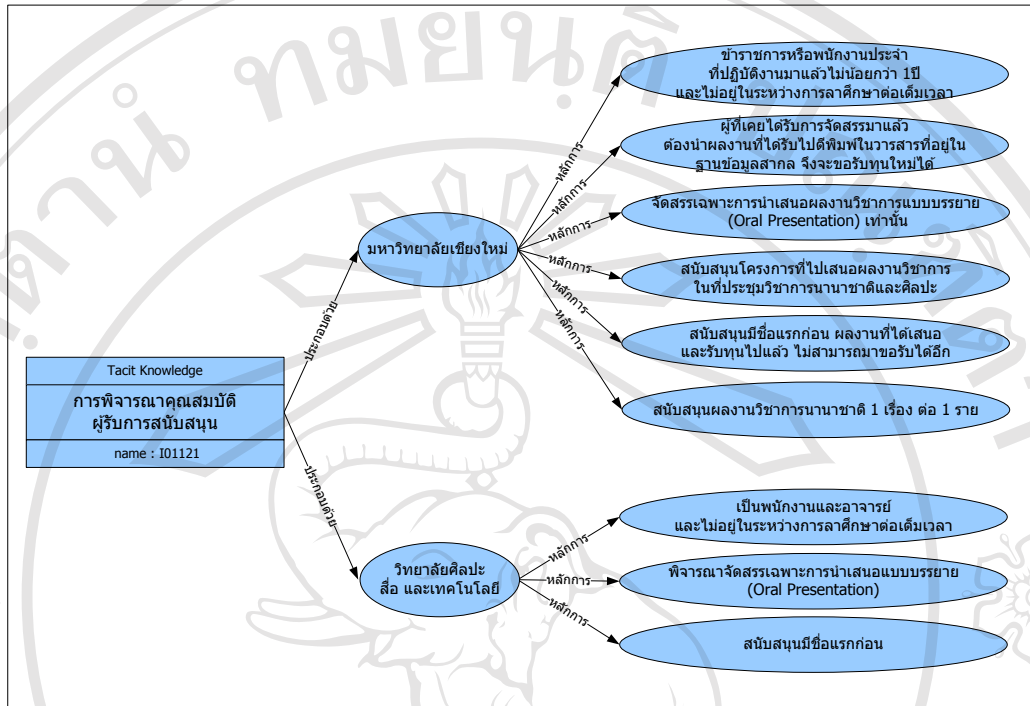 Tacit Knowledge
การพิจารณาคุณสมบัติ
ผู้รับการสนับสนุน
name : I01121
ประกอบด้วย
ประกอบด้วย
มหาวิทยาลัยเชียงใหม่
หลักการ
หลักการ
หลักการ
หลักการ
หลักการ
หลักการ
ข้าราชการหรือพนักงานประจำ
ที่ปฏิบัติงานมาแล้วไม่น้อยกว่า 1ปี
และไม่อยู่ในระหว่างการลาศึกษาต่อเต็มเวลา
ผู้ที่เคยได้รับการจัดสรรมาแล้ว
ต้องนำผลงานที่ได้รับไปตีพิมพ์ในวารสารที่อยู่ใน
ฐานข้อมูลสากล จึงจะขอรับทุนใหม่ได้
จัดสรรเฉพาะการนำเสนอผลงานวิชาการแบบบรรยาย
(Oral Presentation) เท่านั้น
สนับสนุนโครงการที่ไปเสนอผลงานวิชาการ
ในที่ประชุมวิชาการนานาชาติและศิลปะ
สนับสนุนมีชื่อแรกก่อน ผลงานที่ได้เสนอ
และรับทุนไปแล้ว ไม่สามารถมาขอรับได้อีก
สนับสนุนผลงานวิชาการนานาชาติ 1 เรื่อง ต่อ 1 ราย
วิทยาลัยศิลปะ
สื่อ และเทคโนโลยี
หลักการ
หลักการ
หลักการ
เป็นพนักงานและอาจารย์
และไม่อยู่ในระหว่างการลาศึกษาต่อเต็มเวลา
พิจารณาจัดสรรเฉพาะการนำเสนอแบบบรรยาย
(Oral Presentation)
สนับสนุนมีชื่อแรกก่อน